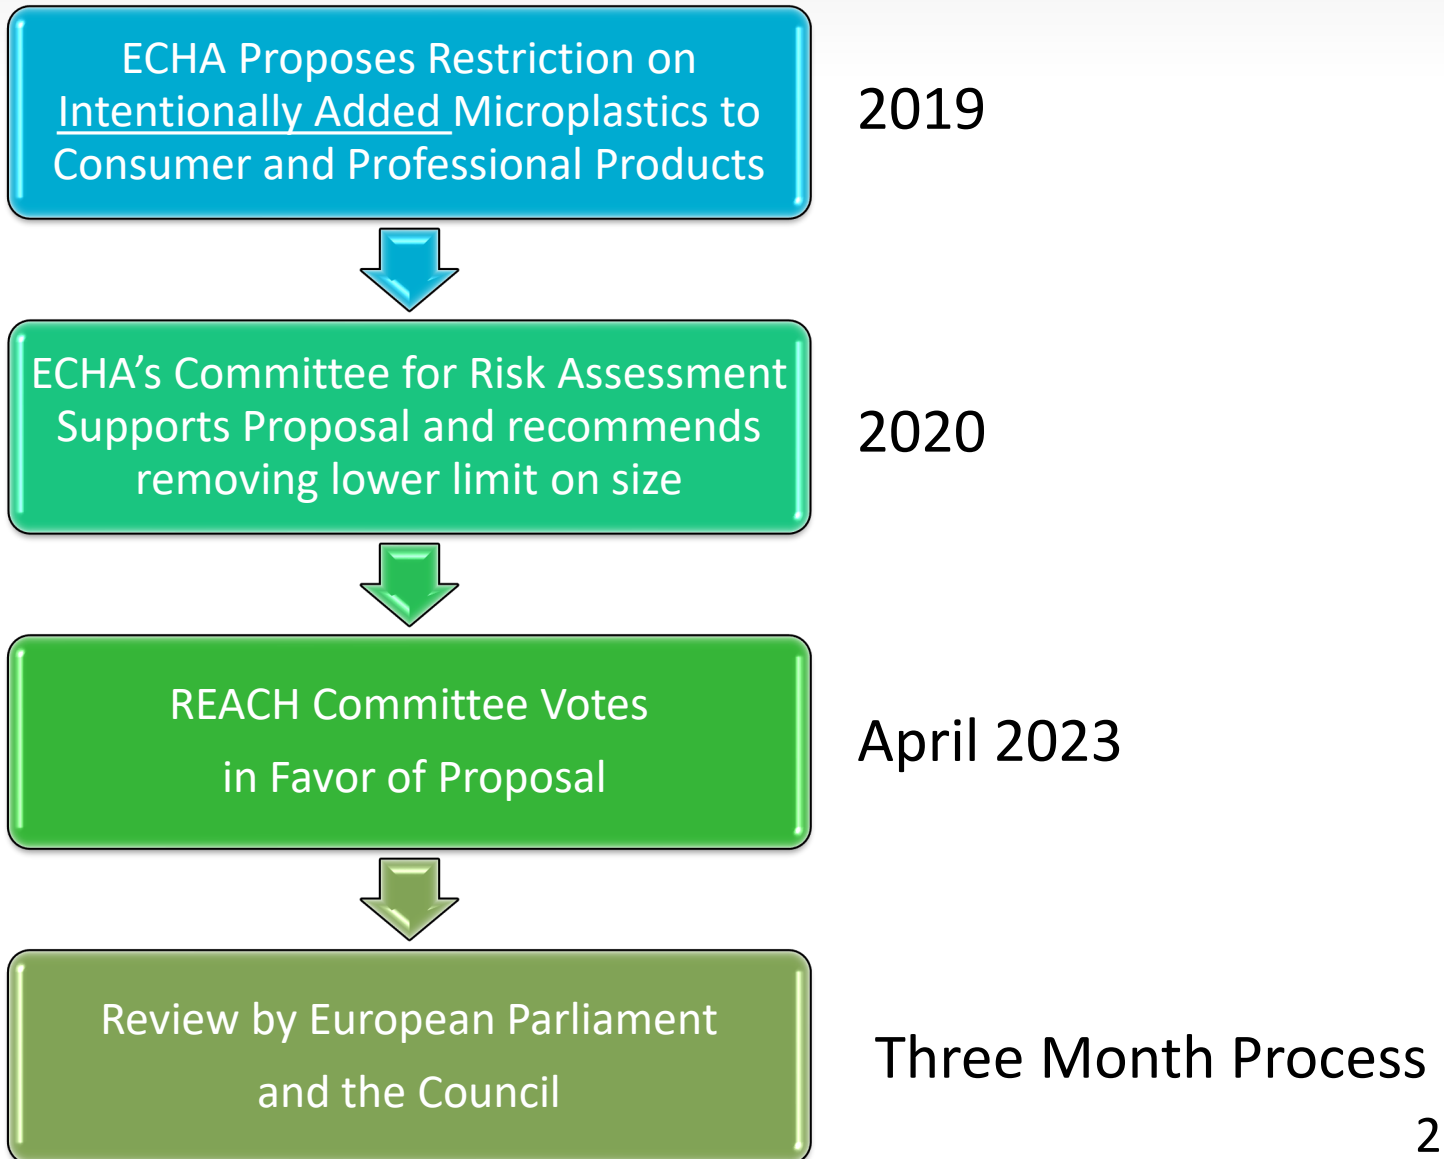 ECHA Proposes Restriction on
Intentionally Added Microplastics to
Consumer and Professional Products
2019
ECHA’s Committee for Risk Assessment
Supports Proposal and recommends
removing lower limit on size
2020
REACH Committee Votes
in Favor of Proposal
April 2023
Review by European Parliament
and the Council
Three Month Process
2